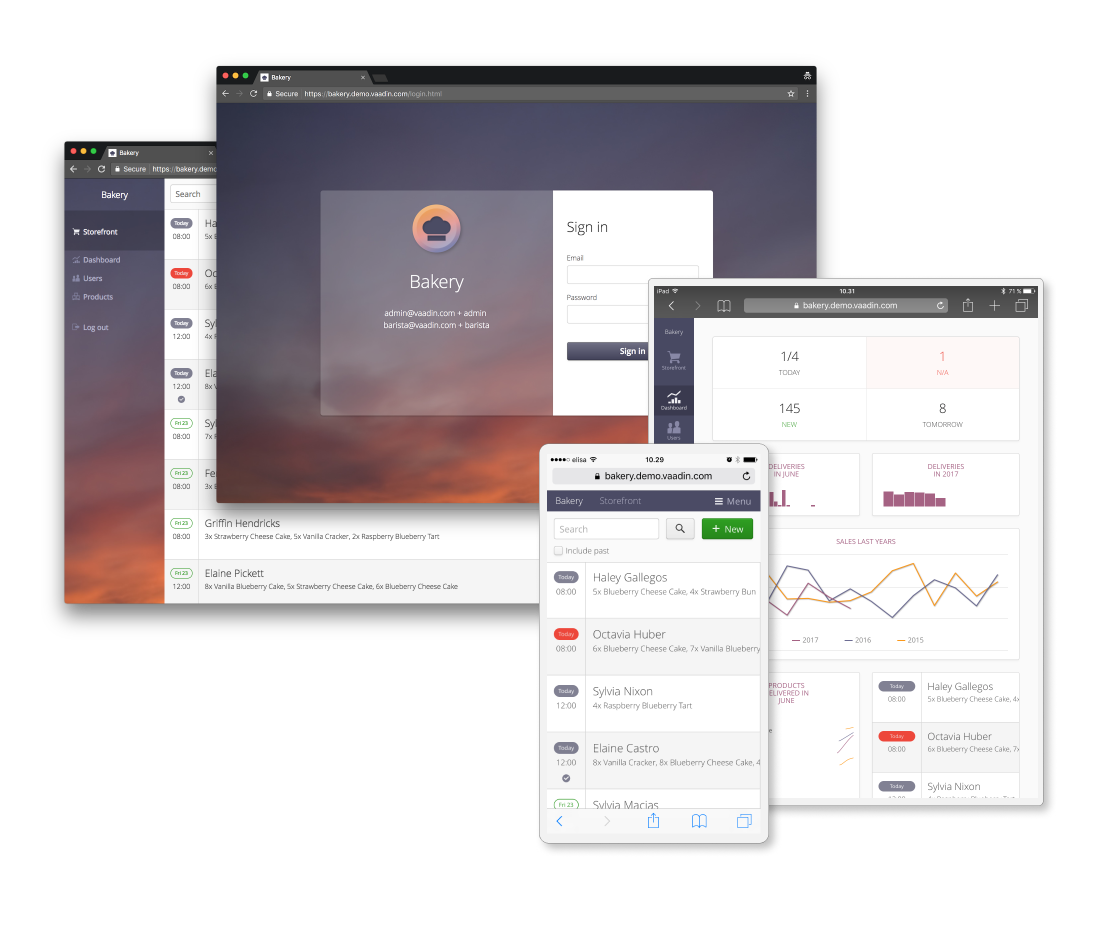 Bakery
Secure
https://bakery.demo.vaadin.com/login.html
Bakery
admin@vaadin.com + admin
barista@vaadin.com + barista
Sign in
Email
Password
Sign in
Bakery
Secure
https://bakery.demo
Bakery
Search
Storefront
Dashboard
Users
Products
Log out
Today
08:00
Ha
5x B
Today
08:00
Oc
6x B
Today
12:00
Syl
4x R
Today
12:00
Ela
8x V
Fri 23
08:00
Syl
7x F
Fri 23
08:00
Fe
3x B
Fri 23
08:00
Griffin Hendricks
3x Strawberry Cheese Cake, 5x Vanilla Cracker, 2x Raspberry Blueberry Tart
Fri 23
12:00
Elaine Pickett
8x Vanilla Blueberry Cake, 5x Strawberry Cheese Cake, 6x Blueberry Cheese Cake
iPad
10.31
71 %
bakery.demo.vaadin.com
Bakery
Storefront
Dashboard
Users
1/4
TODAY
1
N/A
145
NEW
8
TOMORROW
DELIVERIES
IN JUNE
DELIVERIES
IN 2017
SALES LAST YEARS
2017
2016
2015
PRODUCTS
DELIVERED IN
JUNE
Today
08:00
Haley Gallegos
5x Blueberry Cheese Cake, 4x
Today
08:00
Octavia Huber
6x Blueberry Cheese Cake, 7x
Today
Sylvia Nixon
elisa
10.29
bakery.demo.vaadin.com
Bakery
Storefront
Menu
Search
+ New
Include past
Today
08:00
Haley Gallegos
5x Blueberry Cheese Cake, 4x Strawberry Bun
Today
08:00
Octavia Huber
6x Blueberry Cheese Cake, 7x Vanilla Blueberry
Today
12:00
Sylvia Nixon
4x Raspberry Blueberry Tart
Today
12:00
Elaine Castro
8x Vanilla Cracker, 8x Blueberry Cheese Cake, 4
Fri 23
Sylvia Macias